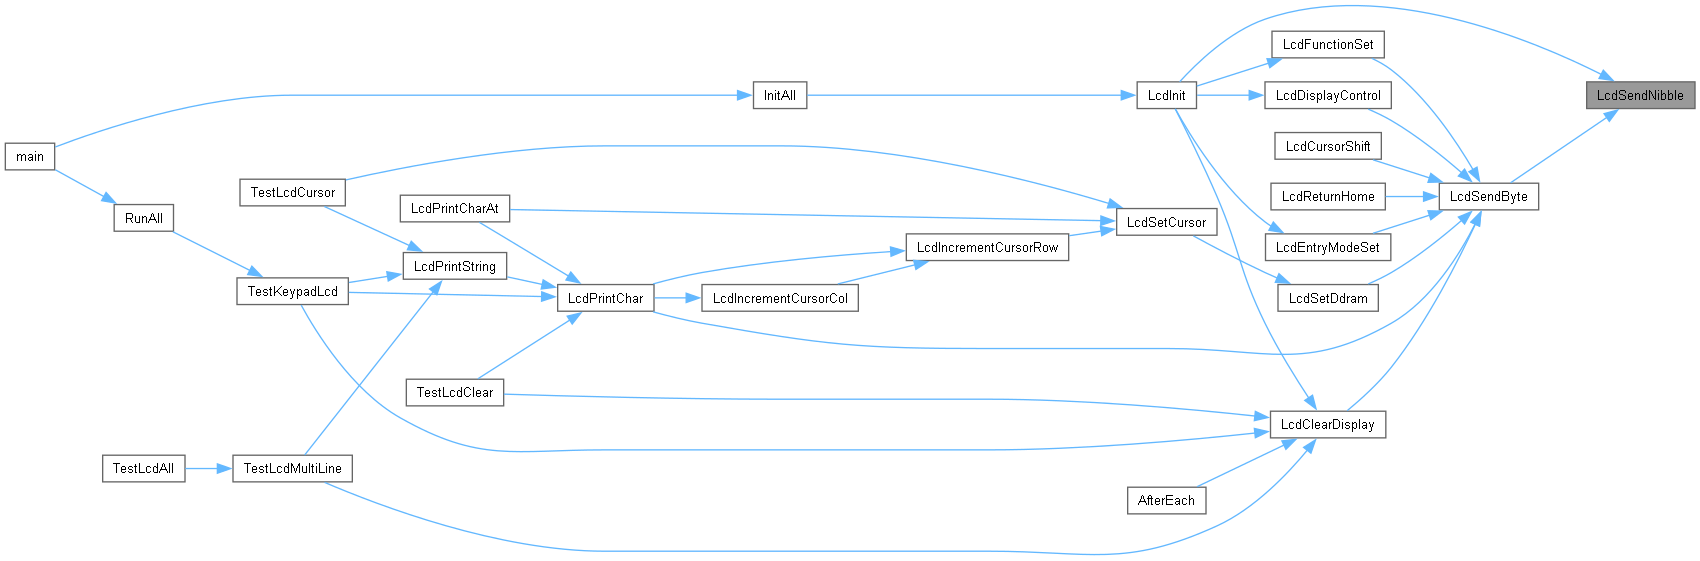 LcdFunctionSet
InitAll
LcdInit
LcdDisplayControl
LcdSendNibble
main
LcdCursorShift
TestLcdCursor
LcdReturnHome
LcdSendByte
LcdPrintCharAt
RunAll
LcdSetCursor
LcdIncrementCursorRow
LcdEntryModeSet
LcdPrintString
TestKeypadLcd
LcdPrintChar
LcdIncrementCursorCol
LcdSetDdram
TestLcdClear
LcdClearDisplay
TestLcdAll
TestLcdMultiLine
AfterEach